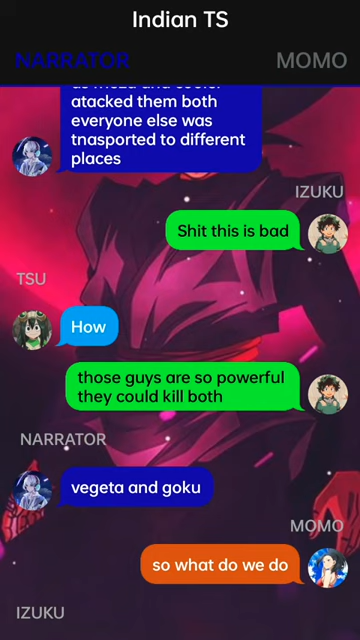 Indian TS
NARRATOR
MOMO
atacked them both
everyone else was
tnasported to different
places
IZUKU
Shit this is bad
TSU
How
those guys are so powerful
they could kill both
NARRATOR
vegeta and goku
MOMO
so what do we do
IZUKU